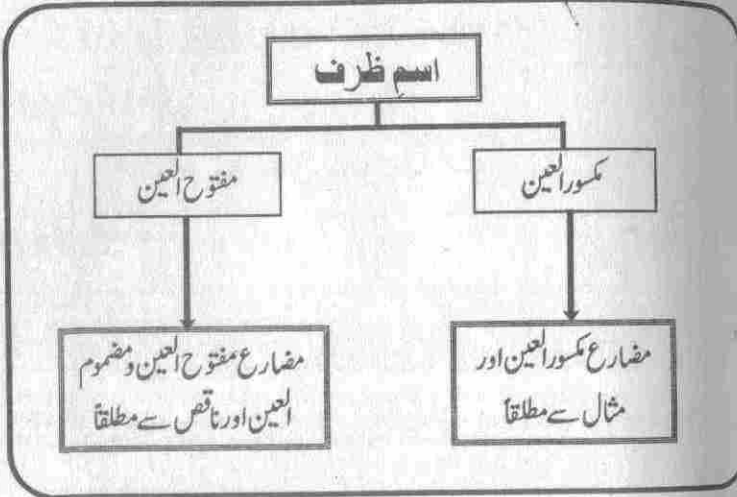 اسم ظرف
مکسور العین
مفتوح العین
مضارع مکسور العین اور
مثال سے مطلقاً
مضارع مفتوح العین و مضموم
العین اور ناقص سے مطلقاً